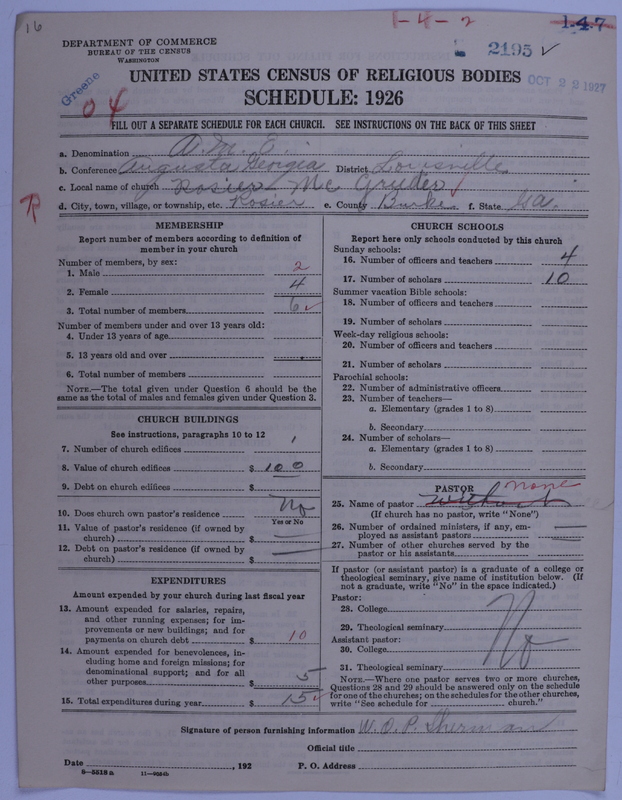 16
1-4-2
147
DEPARTMENT OF COMMERCE
BUREAU OF THE CENSUS
WASHINGTON
2195 ✓
UNITED STATES CENSUS OF RELIGIOUS BODIES
OCT 22 1927
Greene
04
SCHEDULE: 1926
FILL OUT A SEPARATE SCHEDULE FOR EACH CHURCH. SEE INSTRUCTIONS ON THE BACK OF THIS SHEET
a. Denomination A. M. E.
b. Conference Augusta Georgia District Louisville
c. Local name of church Rosier Mc Gruder
R
d. City, town, village, or township, etc. Rosier e. County Burke f. State Ga.
MEMBERSHIP
Report number of members according to definition of member in your church
Number of members, by sex:
1. Male 2
2. Female 4
3. Total number of members 6 ✓
Number of members under and over 13 years old:
4. Under 13 years of age
5. 13 years old and over
6. Total number of members
NOTE.—The total given under Question 6 should be the same as the total of males and females given under Question 3.
CHURCH BUILDINGS
See instructions, paragraphs 10 to 12
7. Number of church edifices 1
8. Value of church edifices $ 100
9. Debt on church edifices $
10. Does church own pastor's residence? No
Yes or No
11. Value of pastor's residence (if owned by church) $
12. Debt on pastor's residence (if owned by church) $
EXPENDITURES
Amount expended by your church during last fiscal year
13. Amount expended for salaries, repairs, and other running expenses; for improvements or new buildings; and for payments on church debt $ 10
14. Amount expended for benevolences, including home and foreign missions; for denominational support; and for all other purposes $ 5
15. Total expenditures during year $ 15 ✓
CHURCH SCHOOLS
Report here only schools conducted by this church
Sunday schools:
16. Number of officers and teachers 4
17. Number of scholars 10
Summer vacation Bible schools:
18. Number of officers and teachers
19. Number of scholars
Week-day religious schools:
20. Number of officers and teachers
21. Number of scholars
Parochial schools:
22. Number of administrative officers
23. Number of teachers—
a. Elementary (grades 1 to 8)
b. Secondary
24. Number of scholars—
a. Elementary (grades 1 to 8)
b. Secondary
PASTOR
none
25. Name of pastor
(If church has no pastor, write "None")
26. Number of ordained ministers, if any, employed as assistant pastors
27. Number of other churches served by the pastor or his assistants
If pastor (or assistant pastor) is a graduate of a college or theological seminary, give name of institution below. (If not a graduate, write "No" in the space indicated.)
Pastor:
28. College
29. Theological seminary No
Assistant pastor:
30. College
31. Theological seminary
NOTE.—Where one pastor serves two or more churches, Questions 28 and 29 should be answered only on the schedule for one of the churches; on the schedules for the other churches, write "See schedule for church."
Signature of person furnishing information W. O. P. Sherman
Official title
Date , 192
P. O. Address
8—5518 a 11—9034b